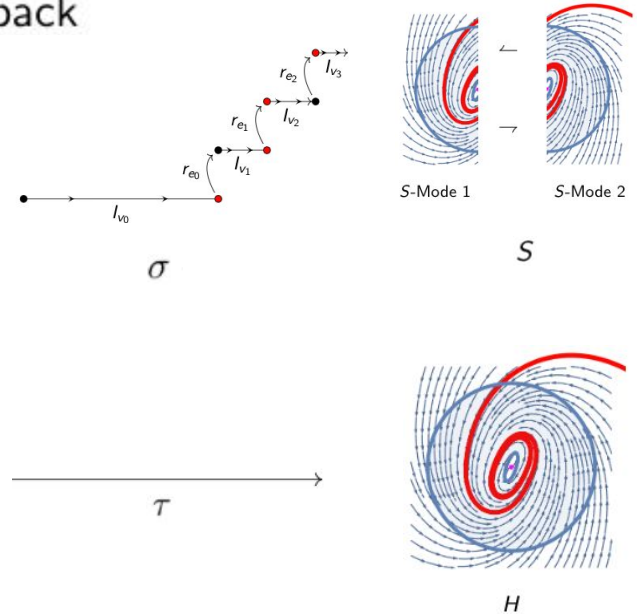 back
r_{e_2}
I_{v_3}
r_{e_1}
I_{v_2}
r_{e_0}
I_{v_1}
I_{v_0}
σ
S-Mode 1
S-Mode 2
S
τ
H